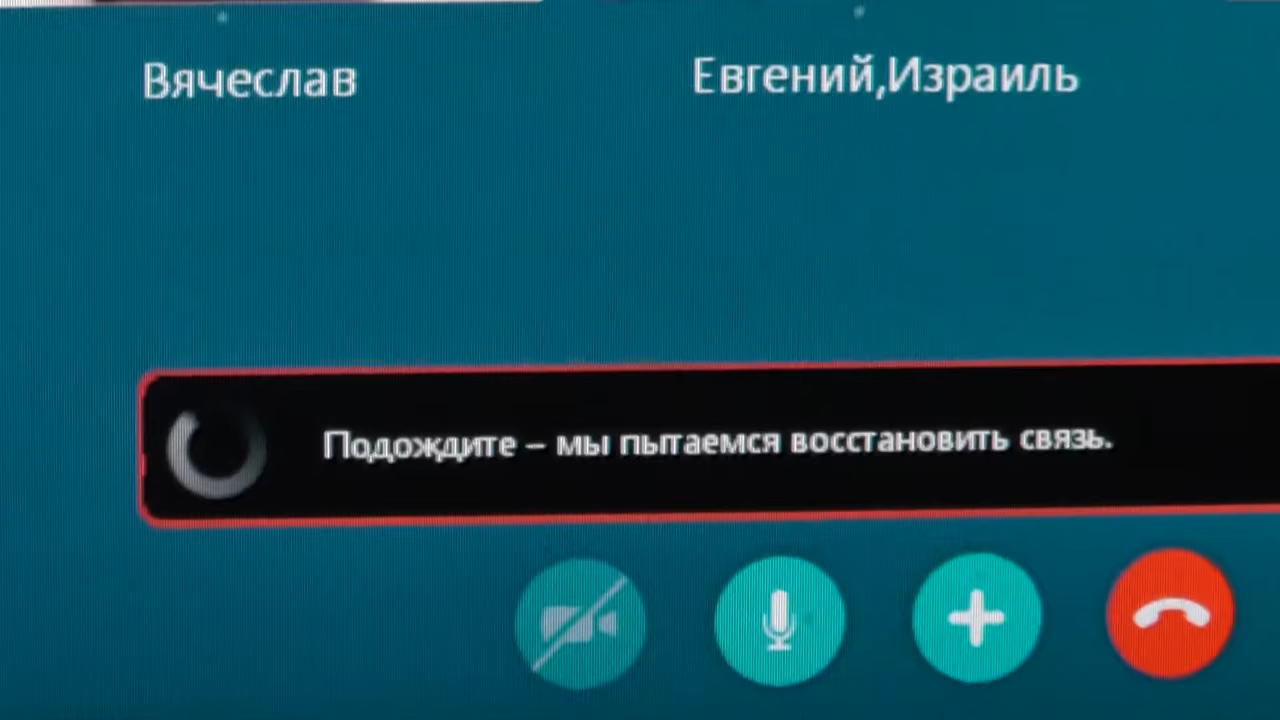 Вячеслав
Евгений,Израиль
Подождите – мы пытаемся восстановить связь.